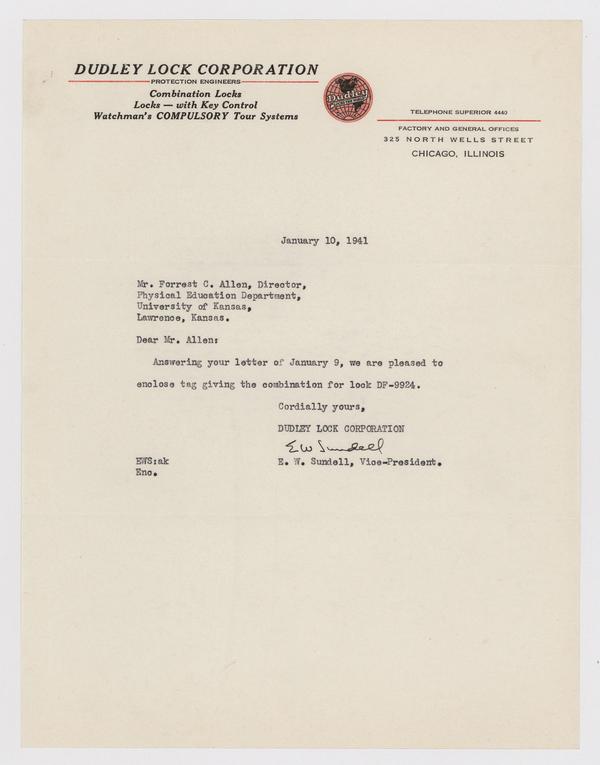 DUDLEY LOCK CORPORATION
PROTECTION ENGINEERS
Combination Locks
Locks — with Key Control
Watchman's COMPULSORY Tour Systems
Dudley
TELEPHONE SUPERIOR 4440
FACTORY AND GENERAL OFFICES
325 NORTH WELLS STREET
CHICAGO, ILLINOIS
January 10, 1941
Mr. Forrest C. Allen, Director,
Physical Education Department,
University of Kansas,
Lawrence, Kansas.
Dear Mr. Allen:
Answering your letter of January 9, we are pleased to
enclose tag giving the combination for lock DF-9924.
Cordially yours,
DUDLEY LOCK CORPORATION
E W Sundell
EWS:ak E. W. Sundell, Vice-President.
Enc.